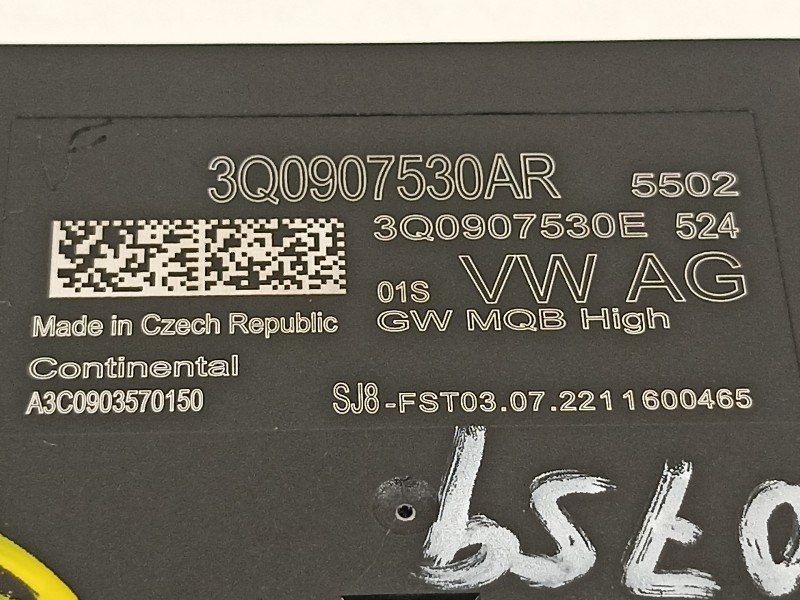 3Q0907530AR 5502
3Q0907530E 524
01S VW AG
GW MQB High
Made in Czech Republic
Continental
A3C0903570150
SJ8-FST03.07.2211600465